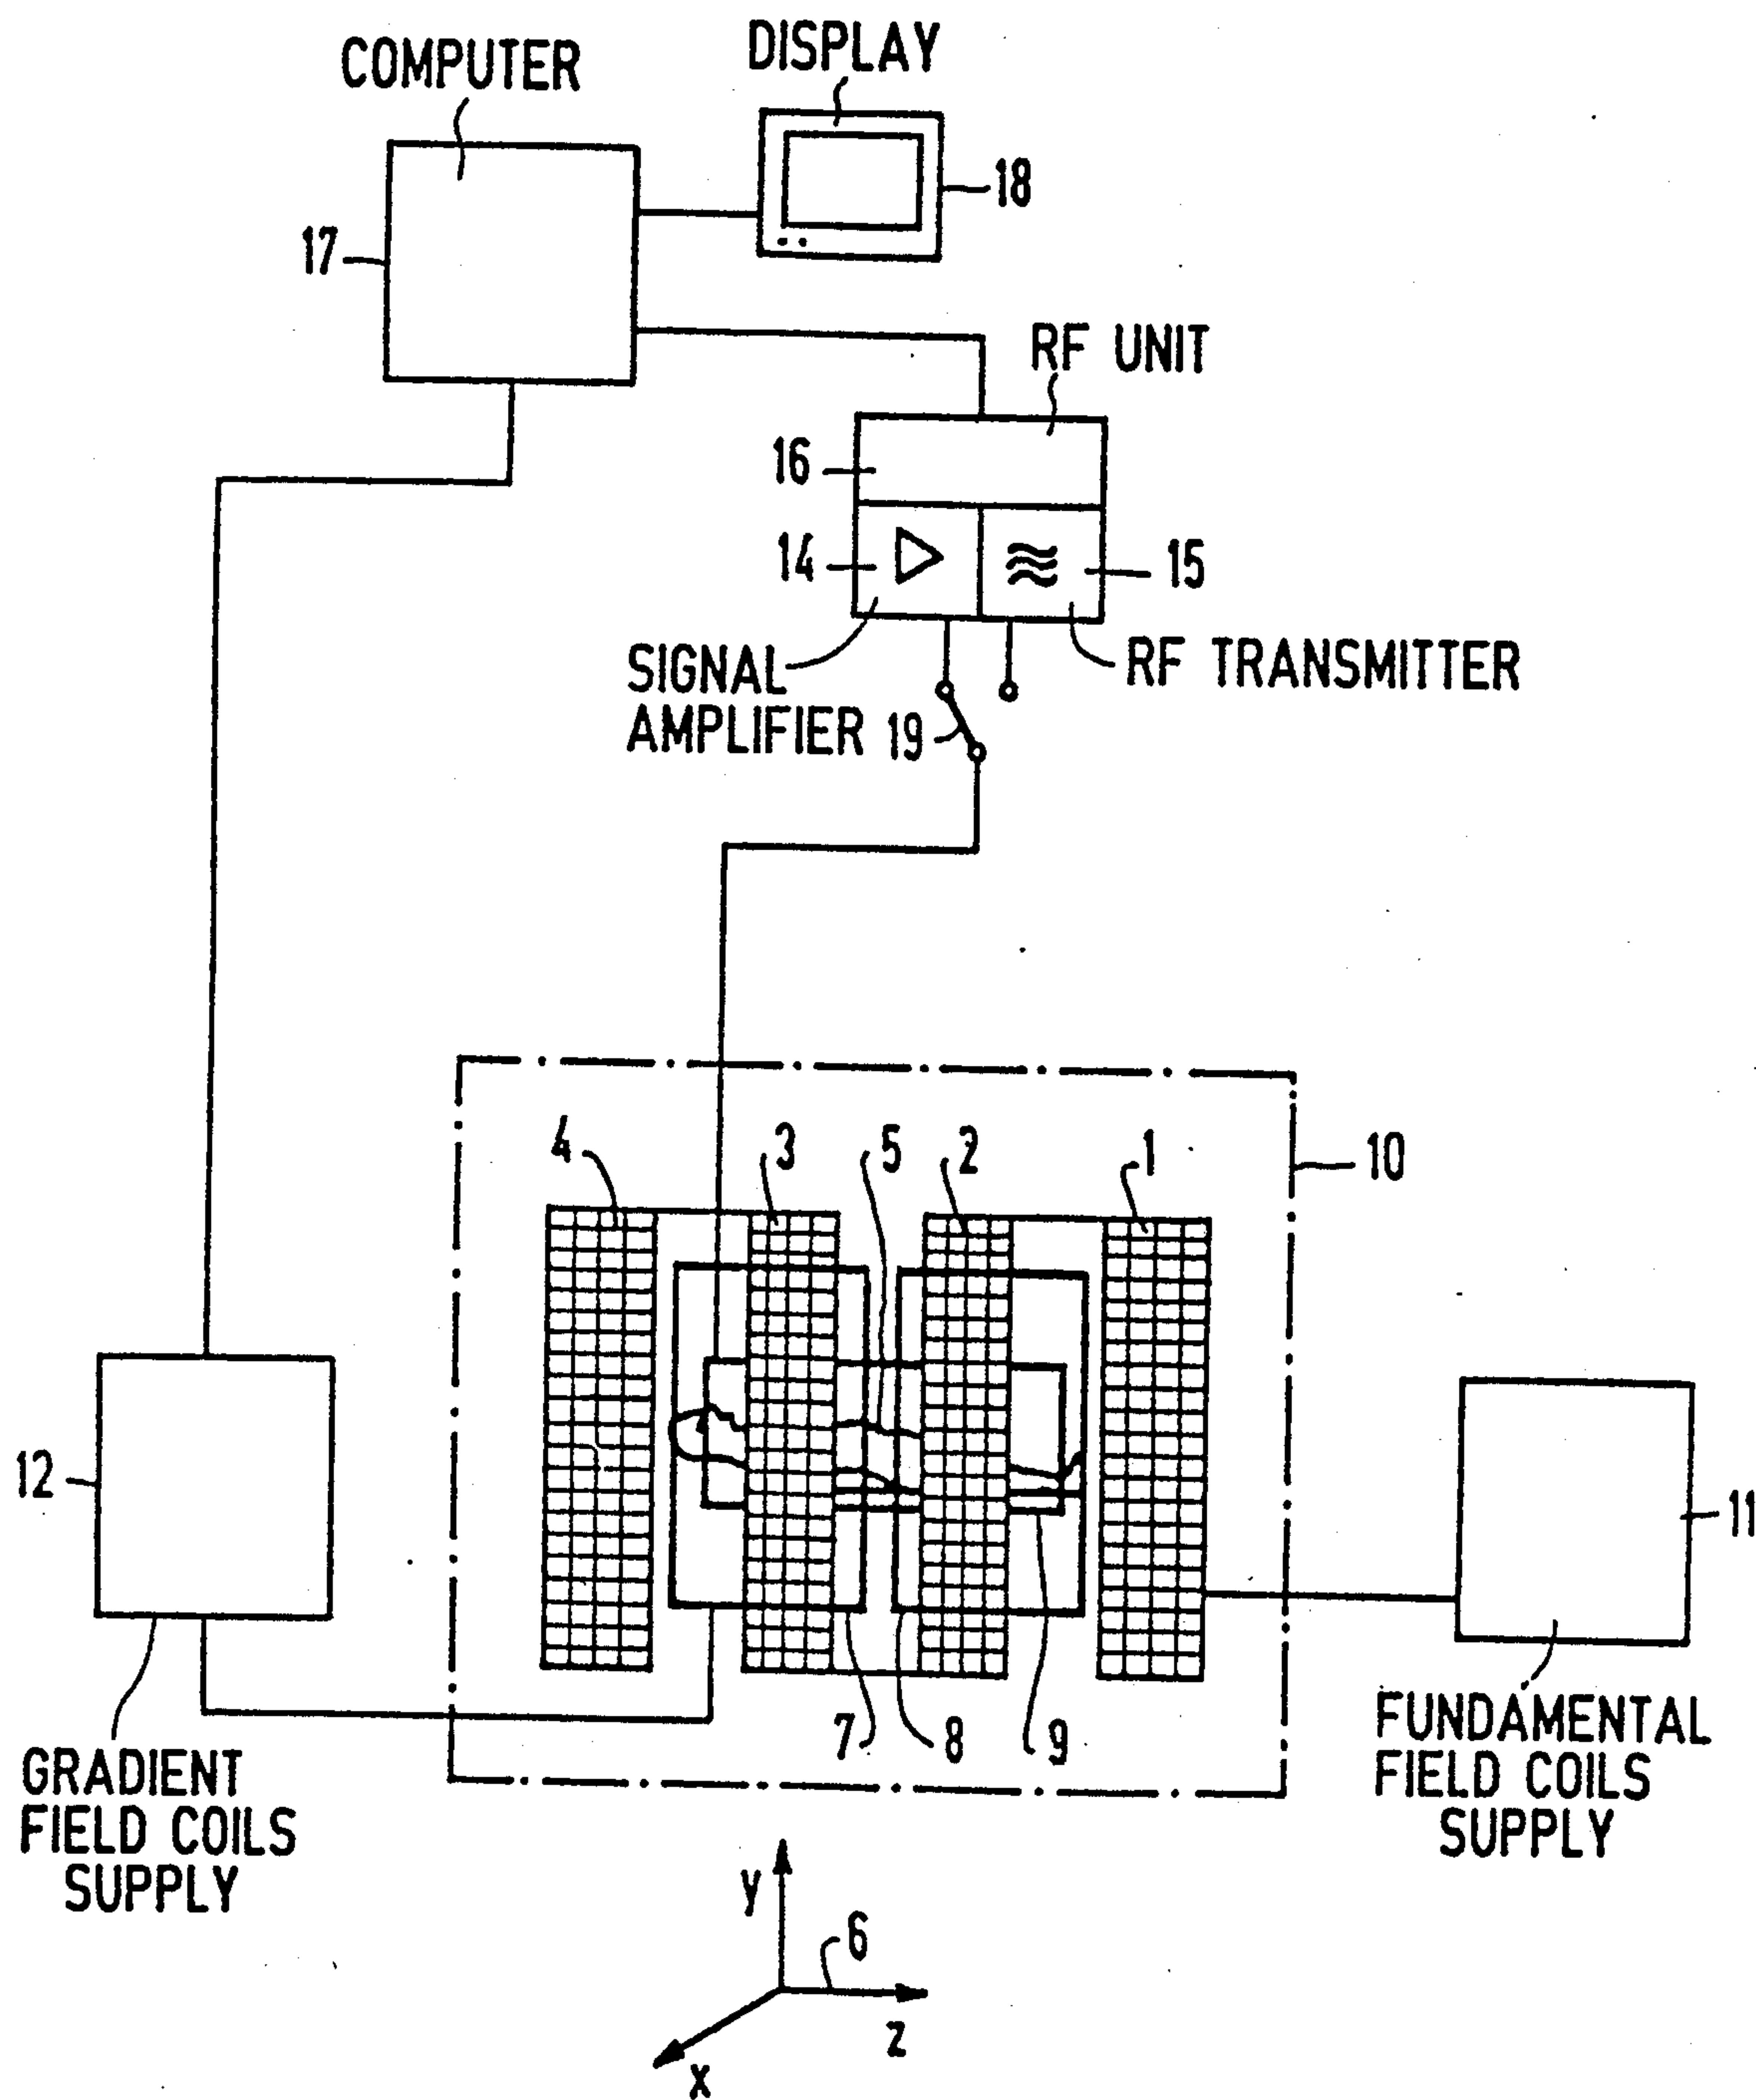 DISPLAY
COMPUTER
18
17
RF UNIT
16
14
15
SIGNAL
AMPLIFIER
RF TRANSMITTER
19
4
3
5
2
1
10
12
11
7
8
9
GRADIENT
FIELD COILS
SUPPLY
FUNDAMENTAL
FIELD COILS
SUPPLY
y
6
z
x